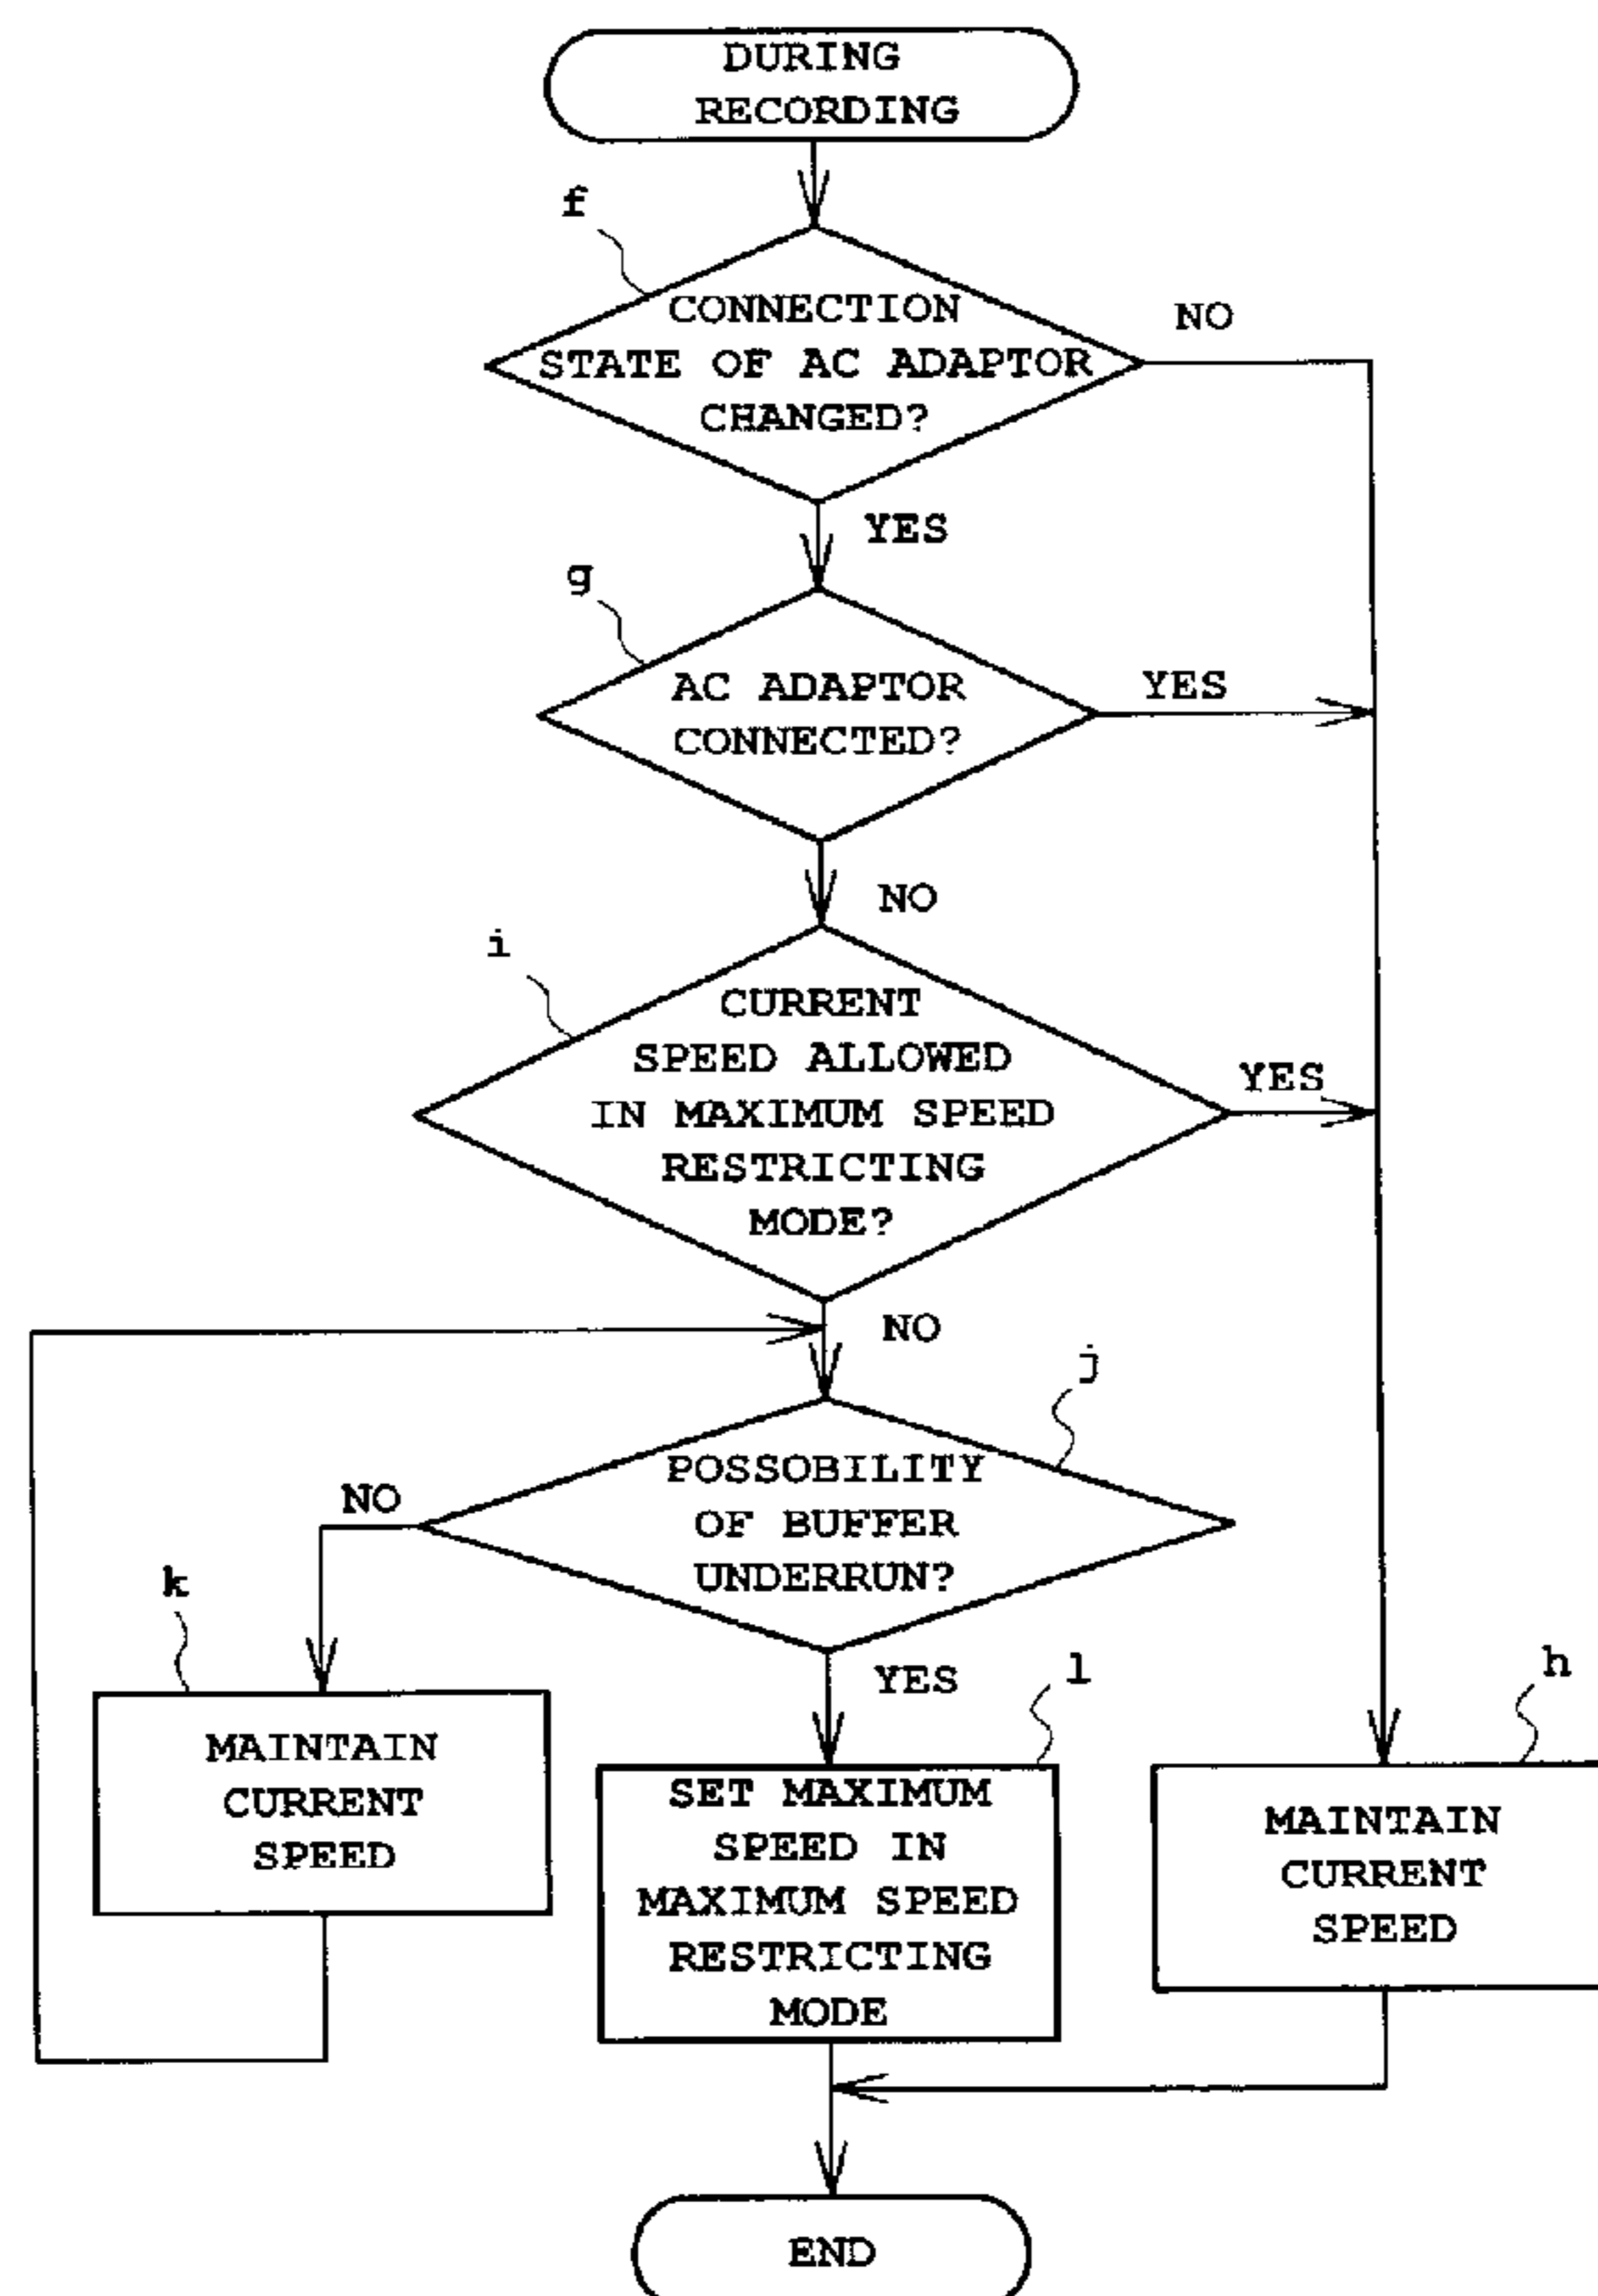 DURING
RECORDING
f
CONNECTION
STATE OF AC ADAPTOR
CHANGED?
NO
YES
g
AC ADAPTOR
CONNECTED?
YES
NO
i
CURRENT
SPEED ALLOWED
IN MAXIMUM SPEED
RESTRICTING
MODE?
YES
NO
j
POSSOBILITY
OF BUFFER
UNDERRUN?
NO
YES
k
MAINTAIN
CURRENT
SPEED
l
SET MAXIMUM
SPEED IN
MAXIMUM SPEED
RESTRICTING
MODE
h
MAINTAIN
CURRENT
SPEED
END